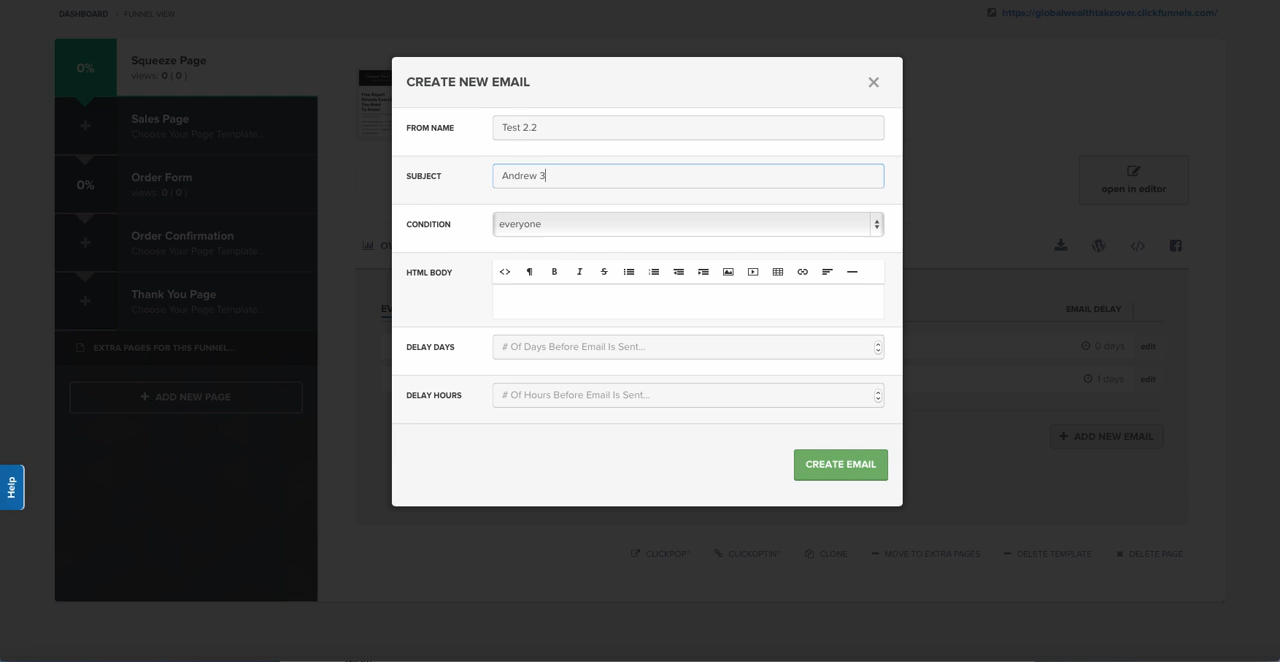 DASHBOARD › FUNNEL VIEW
https://globalwealthtakeover.clickfunnels.com/
0%
Squeeze Page
views: 0 ( 0 )
Sales Page
Choose Your Page Template...
0%
Order Form
views: 0 ( 0 )
Order Confirmation
Choose Your Page Template...
Thank You Page
Choose Your Page Template...
EXTRA PAGES FOR THIS FUNNEL...
+ ADD NEW PAGE
Help
CREATE NEW EMAIL
FROM NAME
Test 2.2
SUBJECT
Andrew 3
CONDITION
everyone
HTML BODY
DELAY DAYS
# Of Days Before Email Is Sent...
DELAY HOURS
# Of Hours Before Email Is Sent...
CREATE EMAIL
open in editor
EMAIL DELAY
0 days edit
1 days edit
+ ADD NEW EMAIL
CLICKPOP? CLICKOPTIN? CLONE MOVE TO EXTRA PAGES DELETE TEMPLATE DELETE PAGE